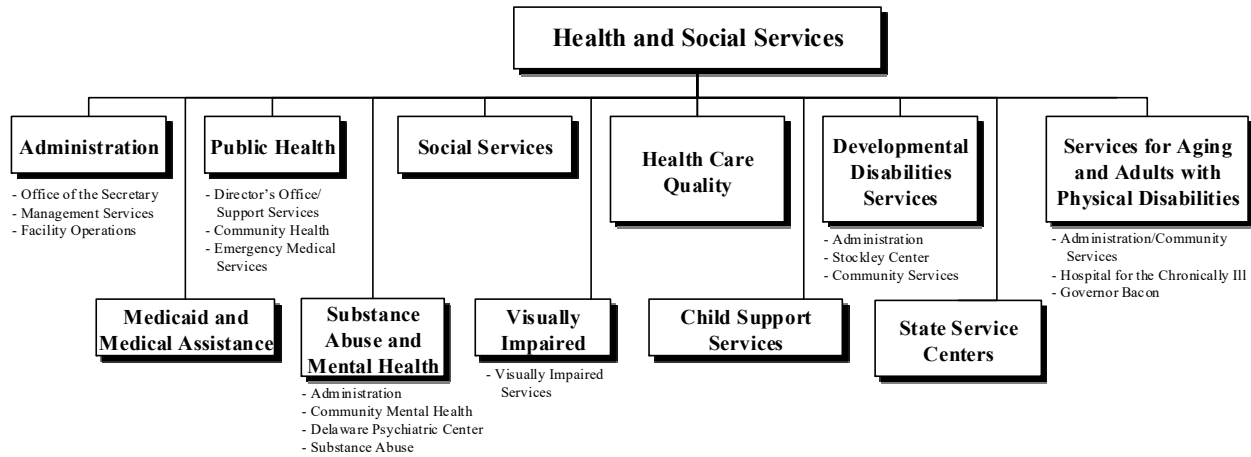 Health and Social Services
Administration
- Office of the Secretary
- Management Services
- Facility Operations
Public Health
- Director's Office/
Support Services
- Community Health
- Emergency Medical
Services
Social Services
Health Care
Quality
Developmental
Disabilities
Services
- Administration
- Stockley Center
- Community Services
Services for Aging
and Adults with
Physical Disabilities
- Administration/Community
Services
- Hospital for the Chronically Ill
- Governor Bacon
Medicaid and
Medical Assistance
Substance
Abuse and
Mental Health
- Administration
- Community Mental Health
- Delaware Psychiatric Center
- Substance Abuse
Visually
Impaired
- Visually Impaired
Services
Child Support
Services
State Service
Centers